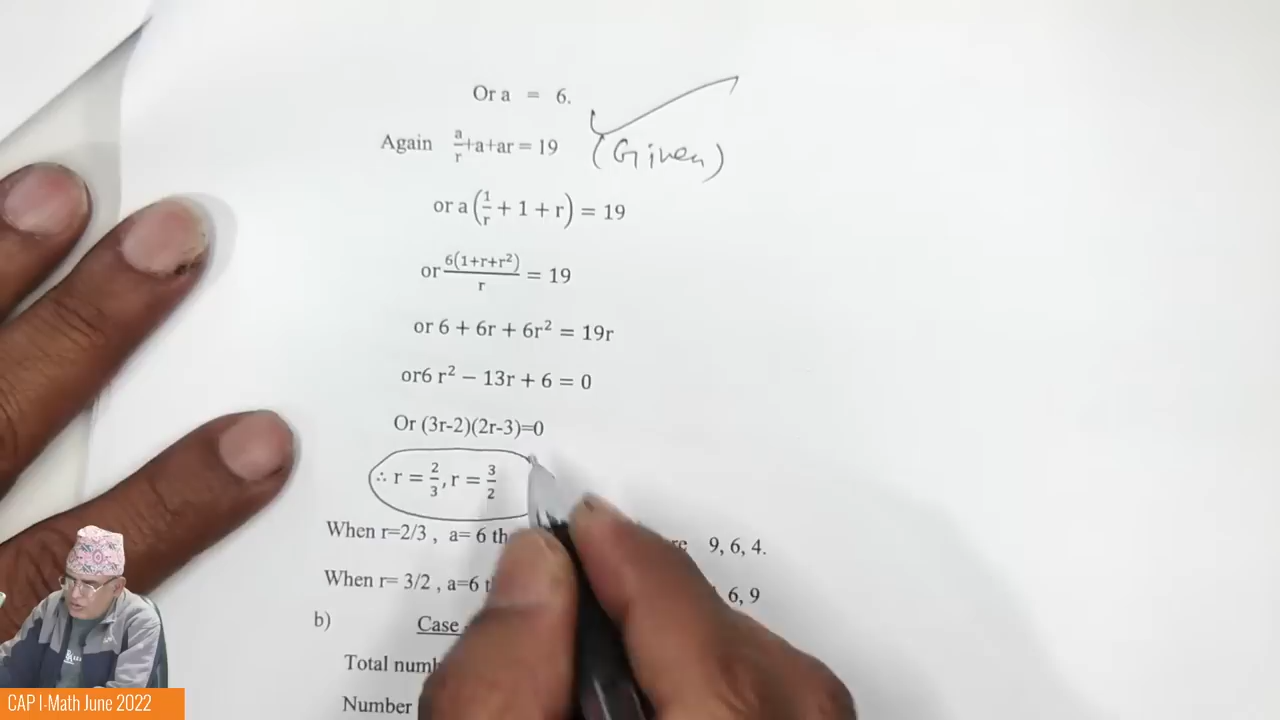 Or a = 6.
Again a/r+a+ar = 19 (Given)
or a (1/r + 1 + r) = 19
or 6(1+r+r²)/r = 19
or 6 + 6r + 6r² = 19r
or6 r² − 13r + 6 = 0
Or (3r-2)(2r-3)=0
∴ r = 2/3, r = 3/2
When r=2/3 , a= 6 9, 6, 4.
When r= 3/2 , a=6 6, 9
b) Case
Total
Number
CAP I-Math June 2022